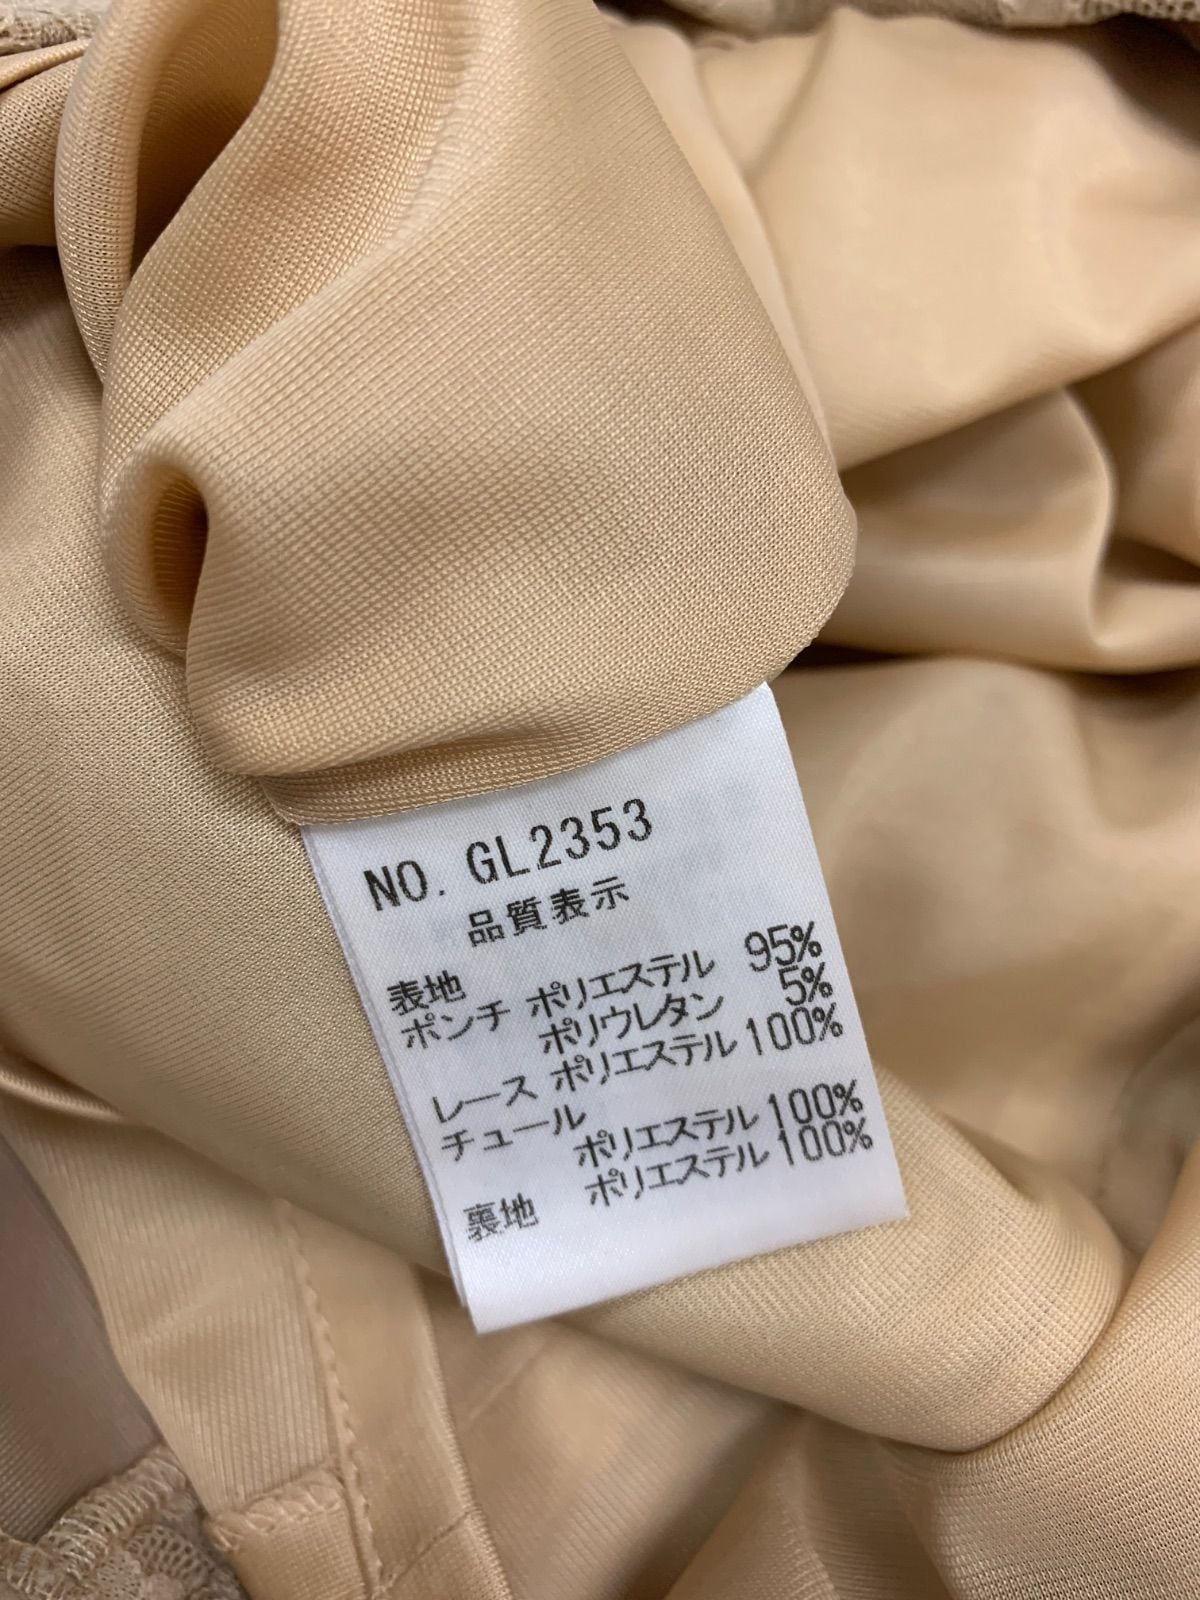 NO. GL2353
品質表示
表地
ポンチ ポリエステル 95%
ポリウレタン 5%
レース ポリエステル 100%
チュール
ポリエステル 100%
裏地 ポリエステル 100%